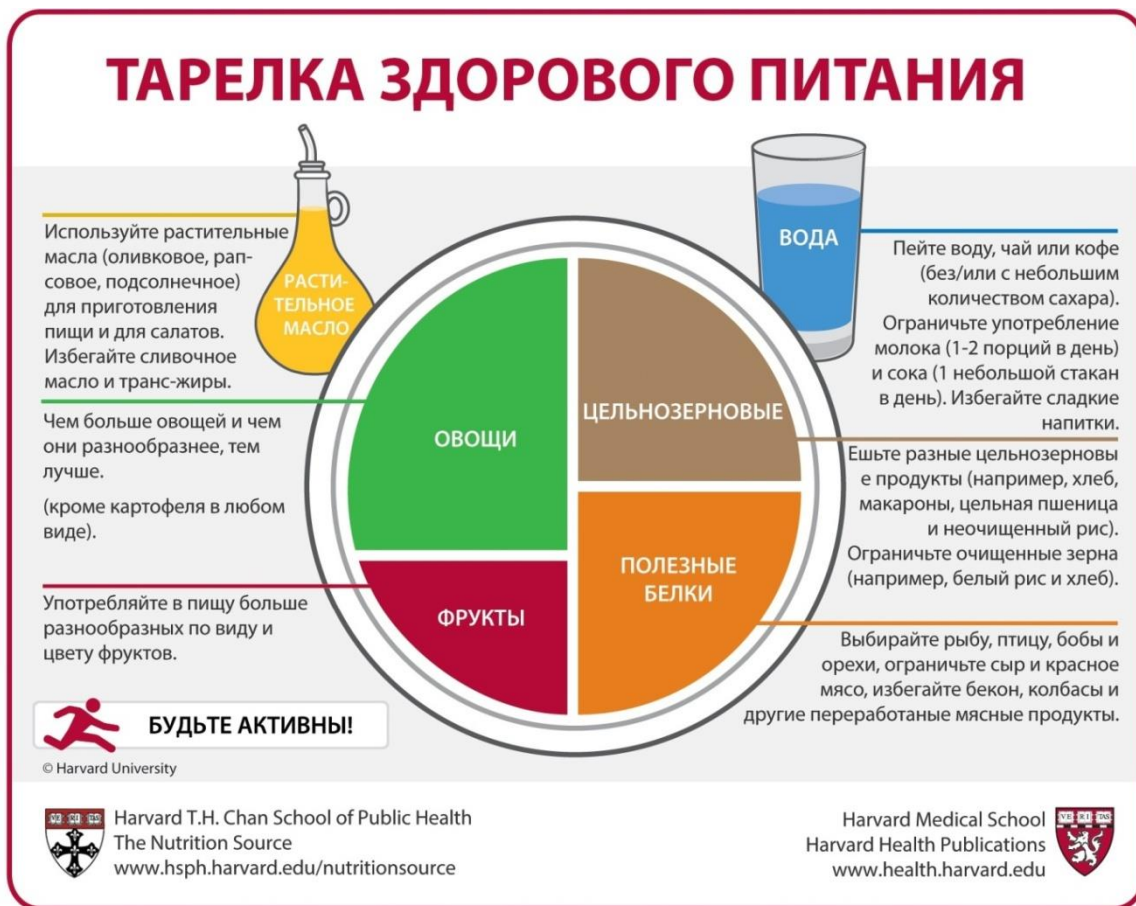 ТАРЕЛКА ЗДОРОВОГО ПИТАНИЯ
Используйте растительные
масла (оливковое, рап-
совое, подсолнечное)
для приготовления
пищи и для салатов.
Избегайте сливочное
масло и транс-жиры.
РАСТИ-
ТЕЛЬНОЕ
МАСЛО
ВОДА
Пейте воду, чай или кофе
(без/или с небольшим
количеством сахара).
Ограничьте употребление
молока (1-2 порций в день)
и сока (1 небольшой стакан
в день). Избегайте сладкие
напитки.
Чем больше овощей и чем
они разнообразнее, тем
лучше.
(кроме картофеля в любом
виде).
ОВОЩИ
ЦЕЛЬНОЗЕРНОВЫЕ
Ешьте разные цельнозерновы
е продукты (например, хлеб,
макароны, цельная пшеница
и неочищенный рис).
Ограничьте очищенные зерна
(например, белый рис и хлеб).
Употребляйте в пищу больше
разнообразных по виду и
цвету фруктов.
ФРУКТЫ
ПОЛЕЗНЫЕ
БЕЛКИ
Выбирайте рыбу, птицу, бобы и
орехи, ограничьте сыр и красное
мясо, избегайте бекон, колбасы и
другие переработаные мясные продукты.
БУДЬТЕ АКТИВНЫ!
© Harvard University
Harvard T.H. Chan School of Public Health
The Nutrition Source
www.hsph.harvard.edu/nutritionsource
Harvard Medical School
Harvard Health Publications
www.health.harvard.edu
VE RI TAS